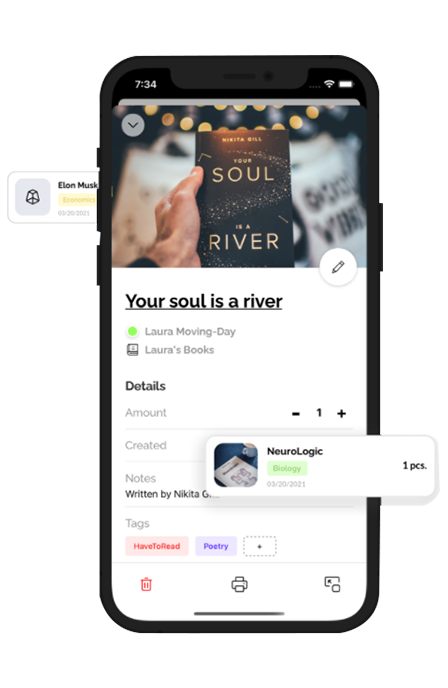 7:34
NIKITA GILL
YOUR
SOUL
IS A
RIVER
Elon Musk
Economics
03/20/2021
Your soul is a river
Laura Moving-Day
Laura's Books
Details
Amount
- 1 +
Created
NeuroLogic
Biology
1 pcs.
03/20/2021
Notes
Written by Nikita G...
Tags
HaveToRead Poetry +